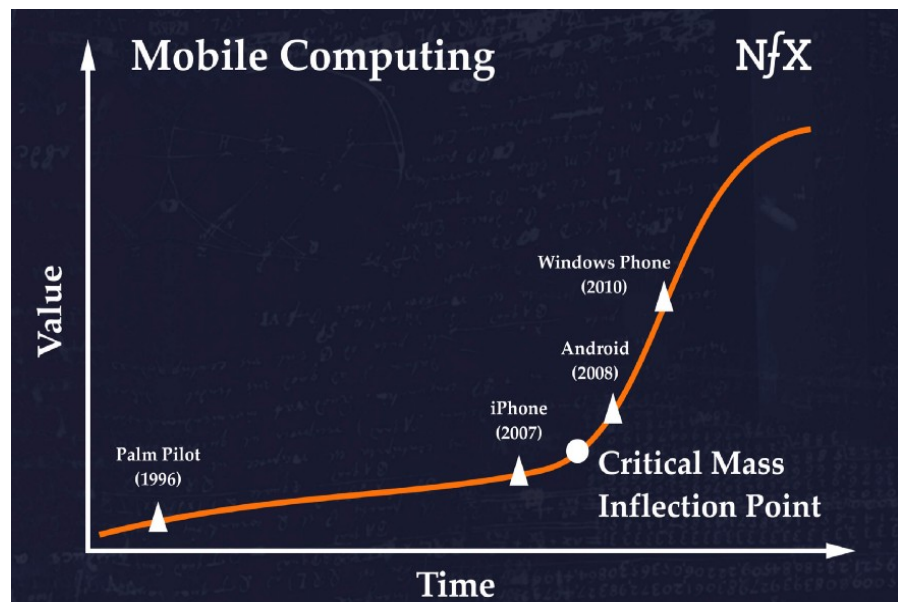 Mobile Computing
NfX
Windows Phone
(2010)
Android
(2008)
iPhone
(2007)
Palm Pilot
(1996)
Critical Mass
Inflection Point
Value
Time